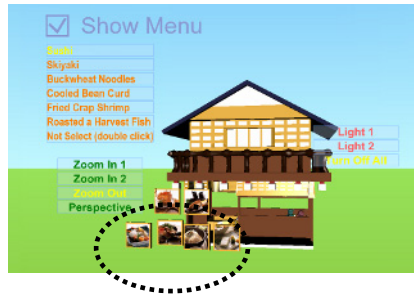 Show Menu
Sushi
Skiyaki
Buckwheat Noodles
Cooled Bean Curd
Fried Crap Shrimp
Roasted a Harvest Fish
Not Select (double click)
Light 1
Light 2
Turn Off All
Zoom In 1
Zoom In 2
Zoom Out
Perspective